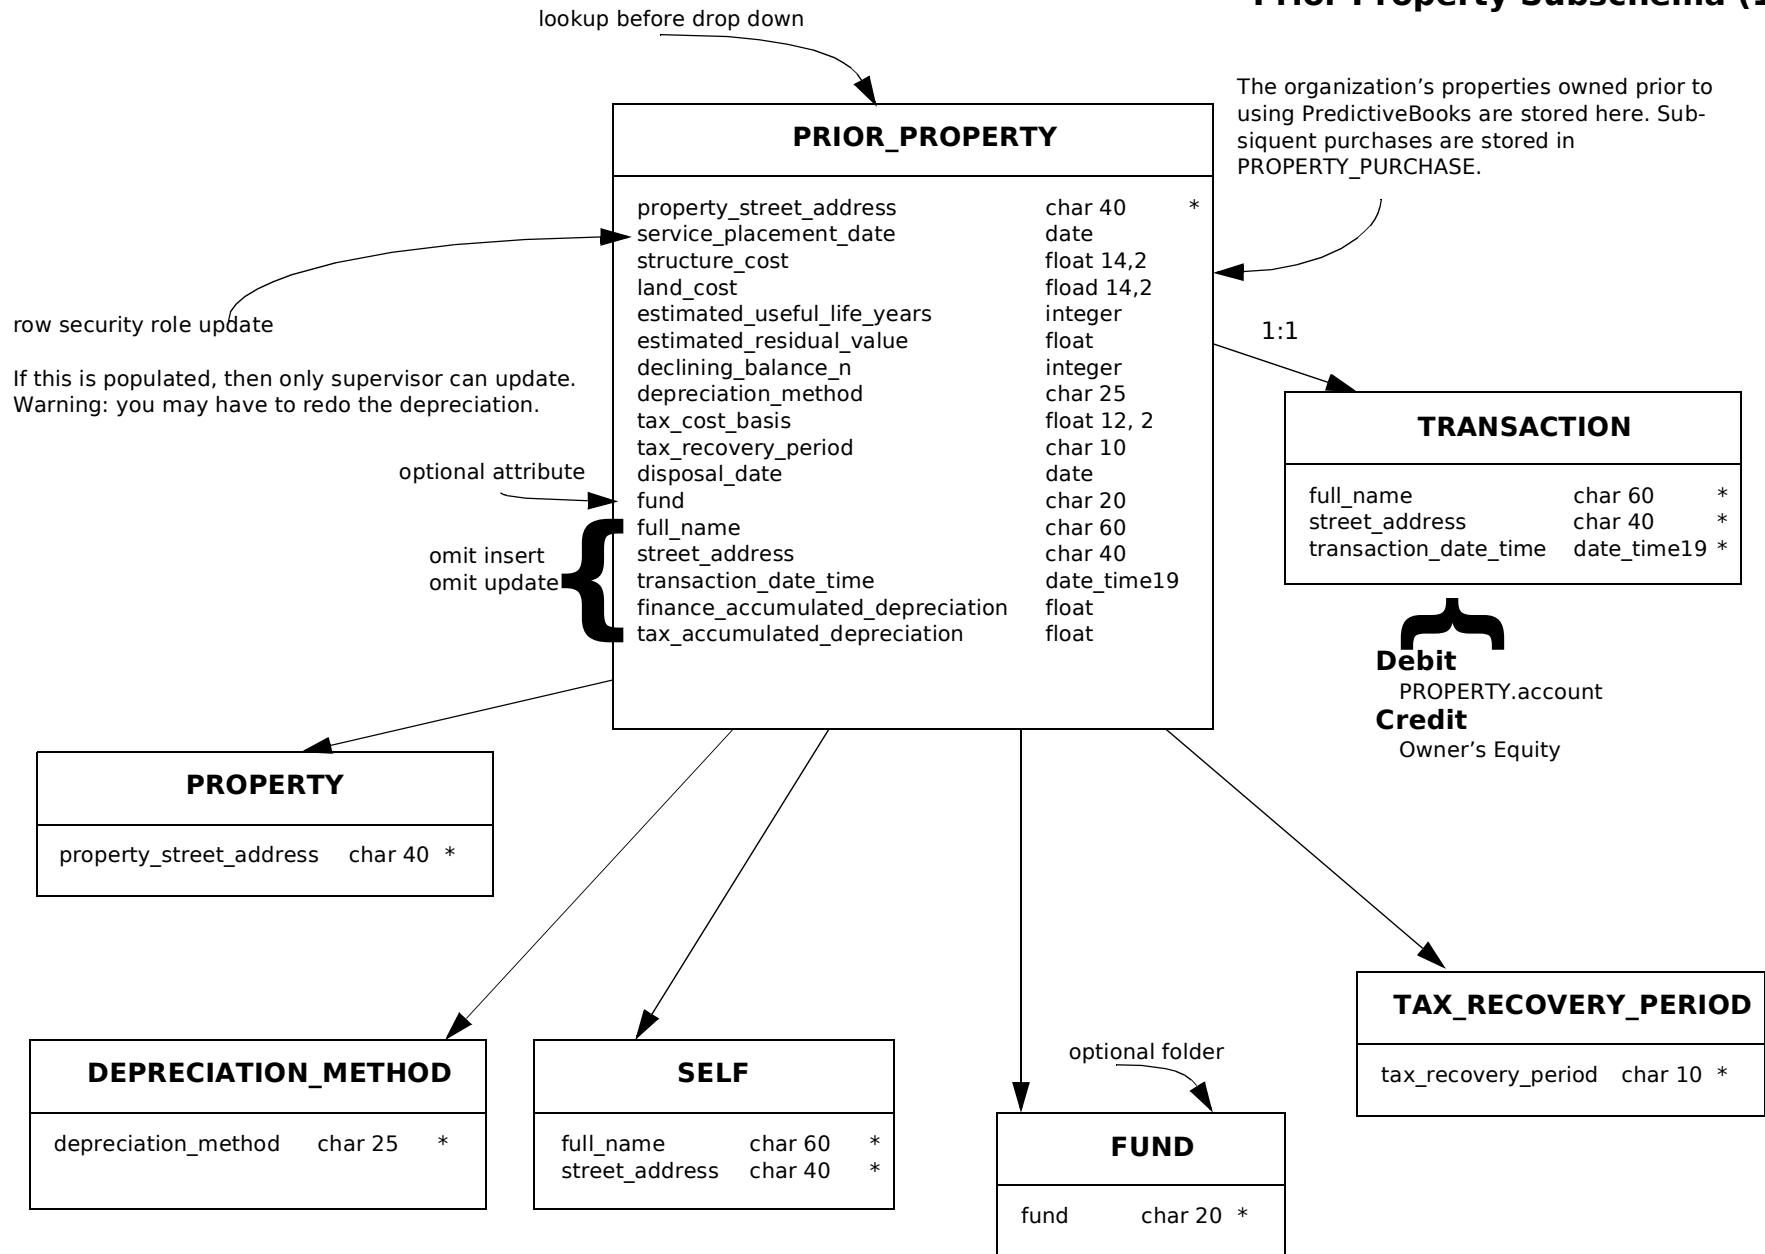 lookup before drop down
Prior Property Subschema (1
The organization’s properties owned prior to
using PredictiveBooks are stored here. Sub-
siquent purchases are stored in
PROPERTY_PURCHASE.
PRIOR_PROPERTY
property_street_address char 40 *
service_placement_date date
structure_cost float 14,2
land_cost fload 14,2
estimated_useful_life_years integer
estimated_residual_value float
declining_balance_n integer
depreciation_method char 25
tax_cost_basis float 12, 2
tax_recovery_period char 10
disposal_date date
fund char 20
full_name char 60
street_address char 40
transaction_date_time date_time19
finance_accumulated_depreciation float
tax_accumulated_depreciation float
row security role update
If this is populated, then only supervisor can update.
Warning: you may have to redo the depreciation.
optional attribute
omit insert
omit update
1:1
TRANSACTION
full_name char 60 *
street_address char 40 *
transaction_date_time date_time19 *
Debit
PROPERTY.account
Credit
Owner’s Equity
PROPERTY
property_street_address char 40 *
DEPRECIATION_METHOD
depreciation_method char 25 *
SELF
full_name char 60 *
street_address char 40 *
optional folder
FUND
fund char 20 *
TAX_RECOVERY_PERIOD
tax_recovery_period char 10 *